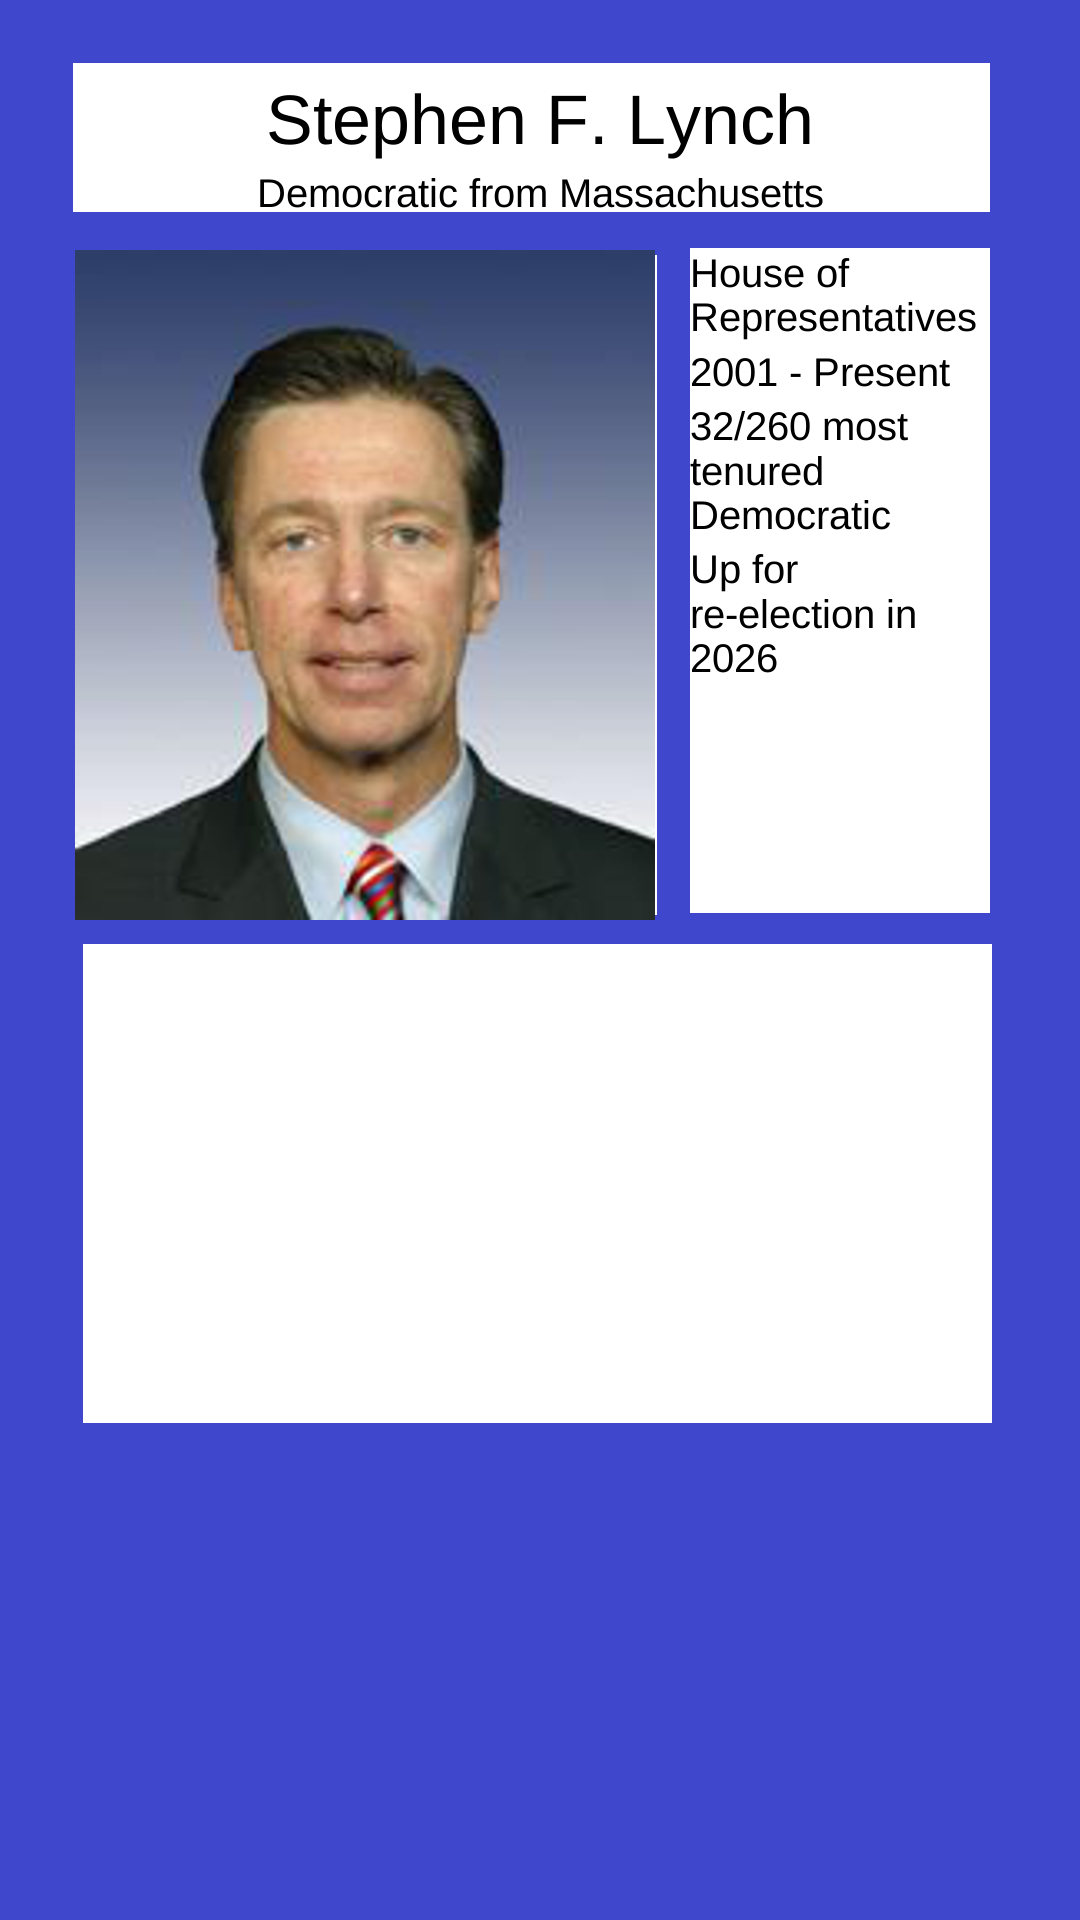 Stephen F. Lynch
Democratic from Massachusetts
House of
Representatives
2001 - Present
32/260 most
tenured
Democratic
Up for
re-election in
2026